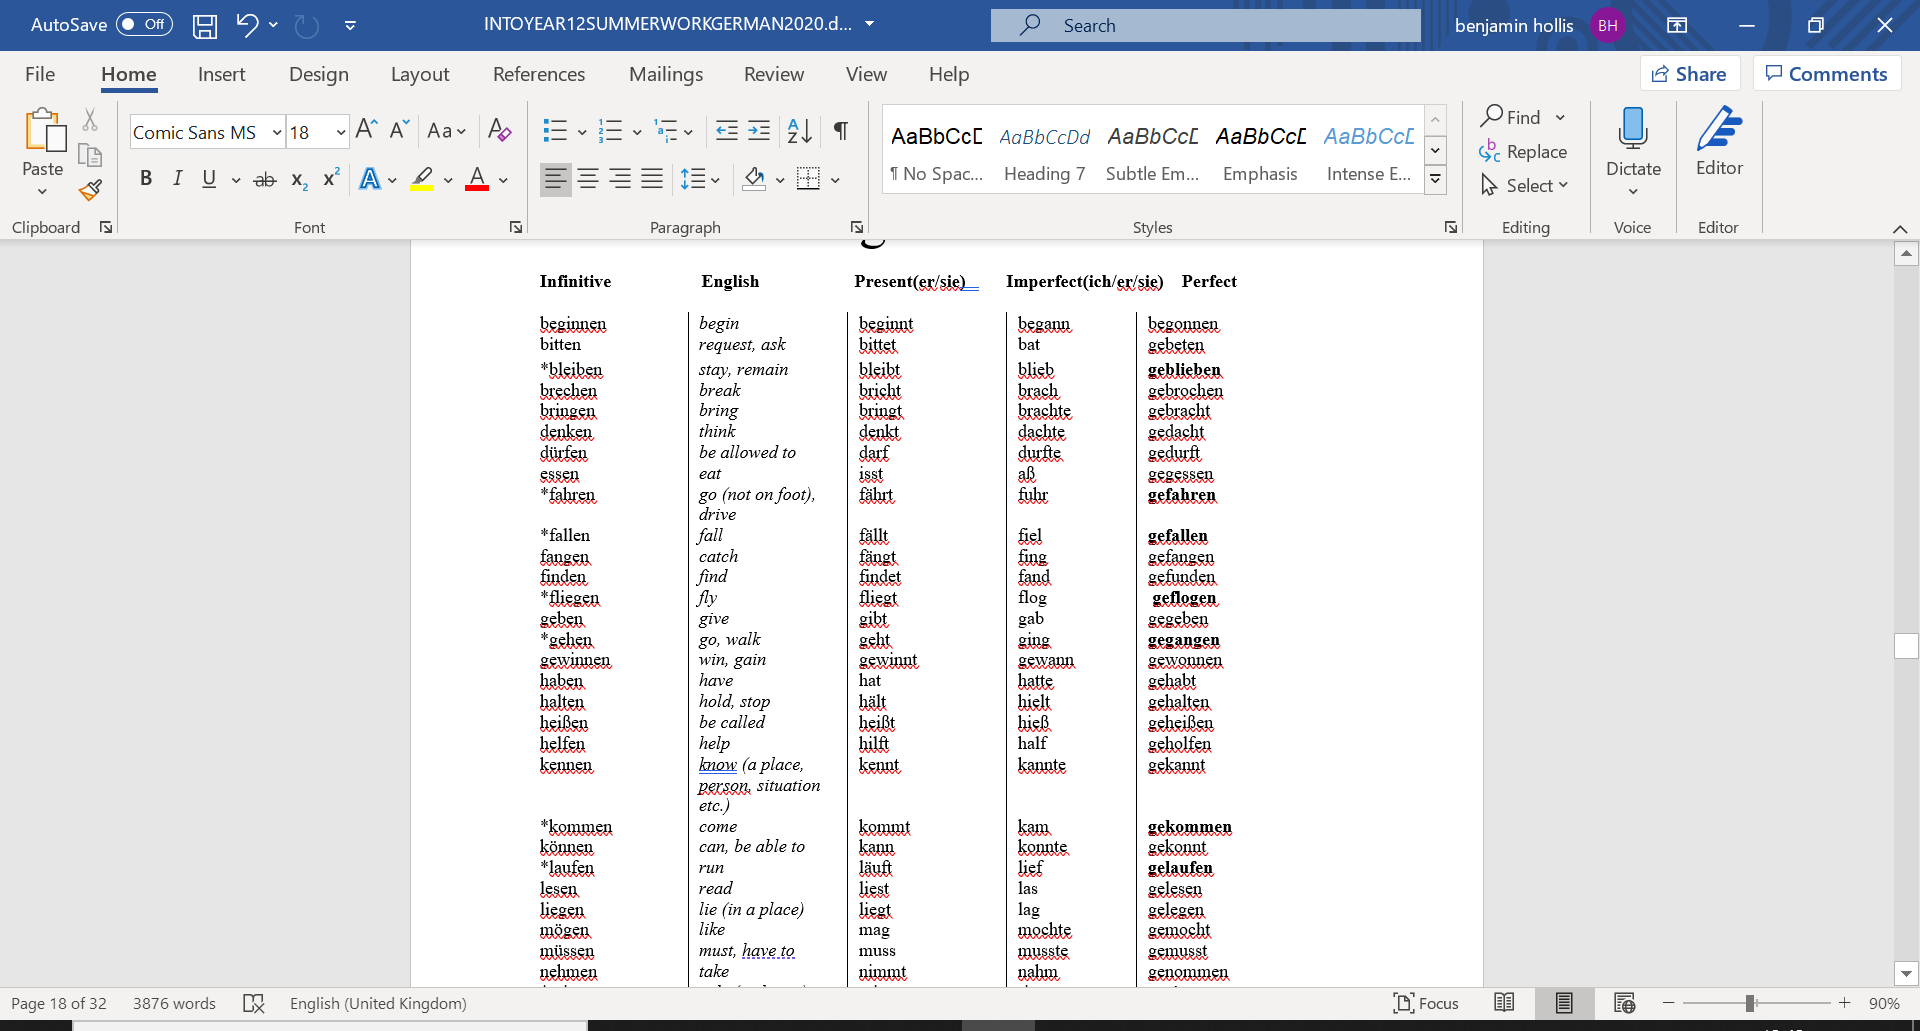 AutoSave Off INTOYEAR12SUMMERWORKGERMAN2020.d... Search benjamin hollis BH
File Home Insert Design Layout References Mailings Review View Help Share Comments
Comic Sans MS 18 Aa AaBbCcD AaBbCcDd AaBbCcD AaBbCcD AaBbCcD Find
Paste ¶ No Spac... Heading 7 Subtle Em... Emphasis Intense E... Replace Dictate Editor
B I U ab x₂ x² A A Select
Clipboard Font Paragraph Styles Editing Voice Editor
Infinitive English Present(er/sie) Imperfect(ich/er/sie) Perfect
beginnen begin beginnt begann begonnen
bitten request, ask bittet bat gebeten
*bleiben stay, remain bleibt blieb geblieben
brechen break bricht brach gebrochen
bringen bring bringt brachte gebracht
denken think denkt dachte gedacht
dürfen be allowed to darf durfte gedurft
essen eat isst aß gegessen
*fahren go (not on foot), fährt fuhr gefahren
drive
*fallen fall fällt fiel gefallen
fangen catch fängt fing gefangen
finden find findet fand gefunden
*fliegen fly fliegt flog geflogen
geben give gibt gab gegeben
*gehen go, walk geht ging gegangen
gewinnen win, gain gewinnt gewann gewonnen
haben have hat hatte gehabt
halten hold, stop hält hielt gehalten
heißen be called heißt hieß geheißen
helfen help hilft half geholfen
kennen know (a place, kennt kannte gekannt
person, situation
etc.)
*kommen come kommt kam gekommen
können can, be able to kann konnte gekonnt
*laufen run läuft lief gelaufen
lesen read liest las gelesen
liegen lie (in a place) liegt lag gelegen
mögen like mag mochte gemocht
müssen must, have to muss musste gemusst
nehmen take nimmt nahm genommen
Page 18 of 32 3876 words English (United Kingdom) Focus 90%